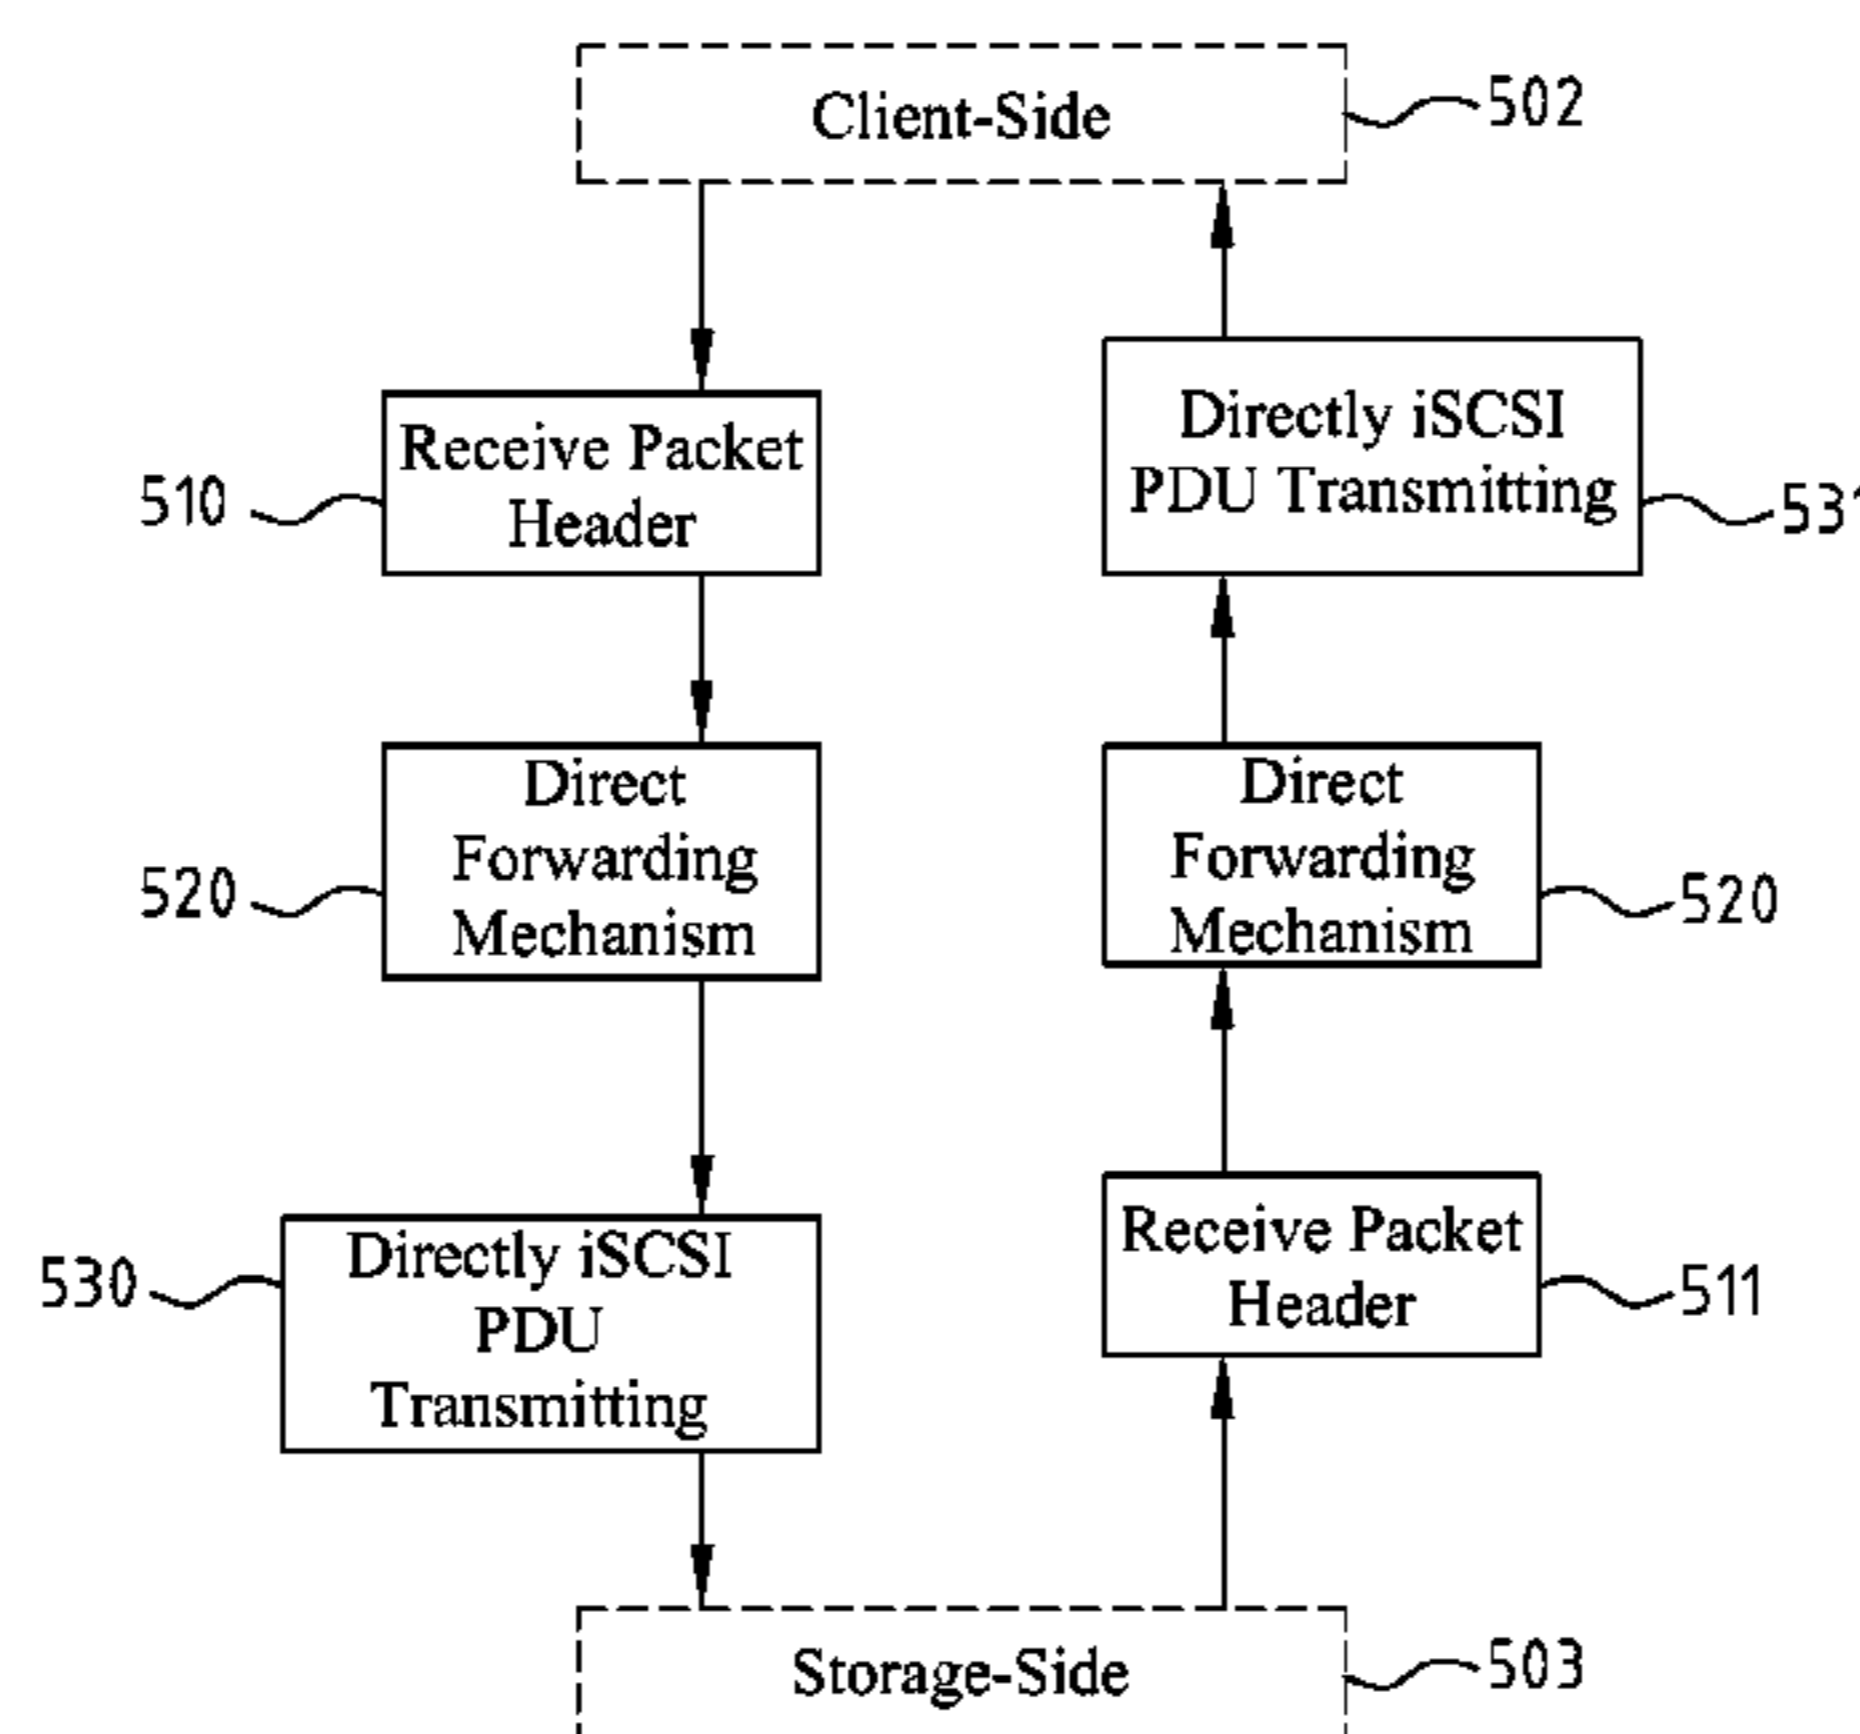 Client-Side
502
Receive Packet
Header
510
Directly iSCSI
PDU Transmitting
Direct
Forwarding
Mechanism
520
Direct
Forwarding
Mechanism
520
Directly iSCSI
PDU
Transmitting
530
Receive Packet
Header
511
Storage-Side
503